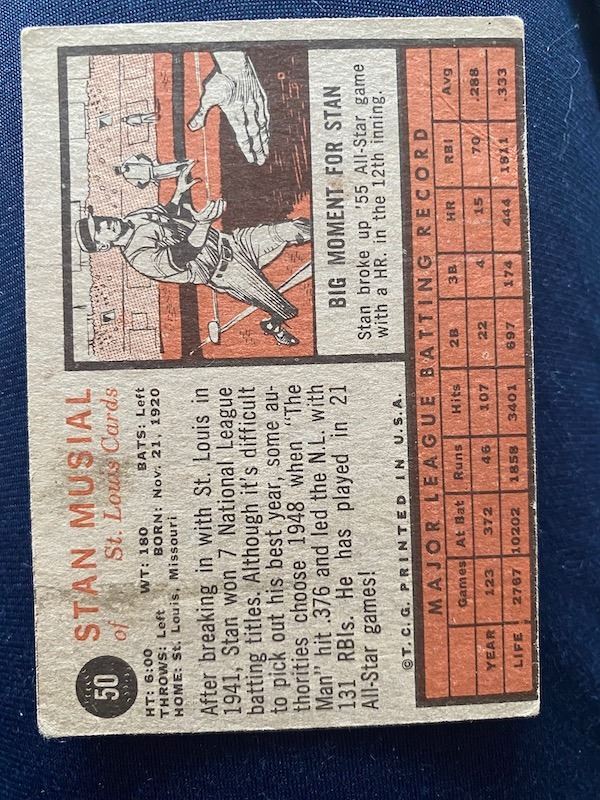 50
STAN MUSIAL
of St. Louis Cards
HT: 6:00 WT: 180 BATS: Left
THROWS: Left BORN: Nov. 21, 1920
HOME: St. Louis, Missouri
After breaking in with St. Louis in
1941, Stan won 7 National League
batting titles. Although it's difficult
to pick out his best year, some au-
thorities choose 1948 when "The
Man" hit .376 and led the N.L. with
131 RBIs. He has played in 21
All-Star games!
BIG MOMENT FOR STAN
Stan broke up '55 All-Star game
with a HR. in the 12th inning.
©T.C.G. PRINTED IN U.S.A.
MAJOR LEAGUE BATTING RECORD
Games At Bat Runs Hits 2B 3B HR RBI Avg
YEAR 123 372 46 107 22 4 15 70 .288
LIFE 2767 10202 1858 3401 697 174 444 1811 .333